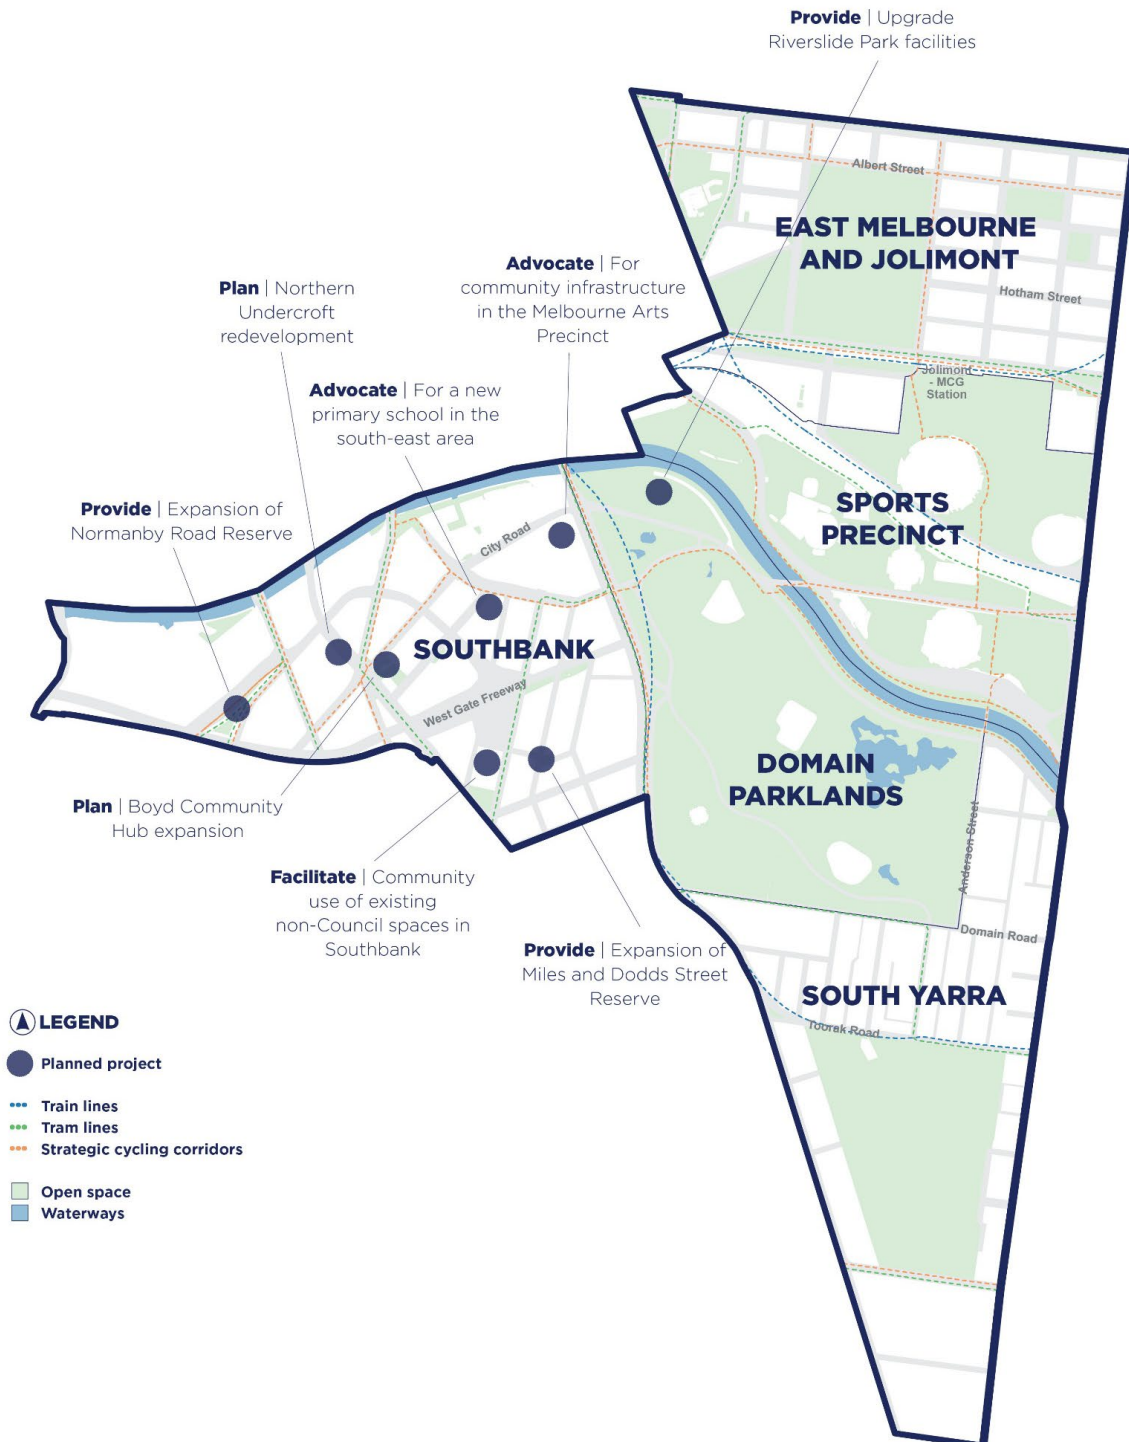 Provide | Upgrade
Riverslide Park facilities
Albert Street
EAST MELBOURNE
AND JOLIMONT
Hotham Street
Advocate | For
community infrastructure
in the Melbourne Arts
Precinct
Plan | Northern
Undercroft
redevelopment
Jolimont
- MCG
Station
Advocate | For a new
primary school in the
south-east area
Provide | Expansion of
Normanby Road Reserve
SPORTS
PRECINCT
City Road
SOUTHBANK
West Gate Freeway
DOMAIN
PARKLANDS
Plan | Boyd Community
Hub expansion
Anderson Street
Facilitate | Community
use of existing
non-Council spaces in
Southbank
Provide | Expansion of
Miles and Dodds Street
Reserve
Domain Road
SOUTH YARRA
Toorak Road
LEGEND
Planned project
Train lines
Tram lines
Strategic cycling corridors
Open space
Waterways